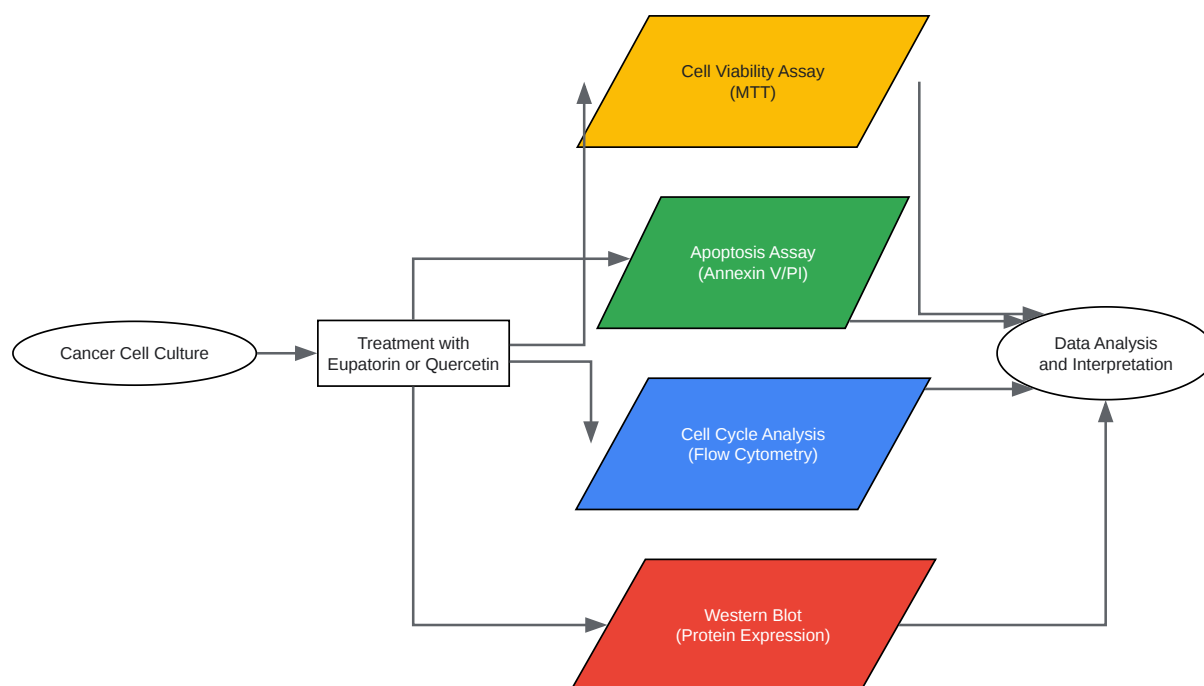 Cell Viability Assay
(MTT)
Apoptosis Assay
(Annexin V/PI)
Cancer Cell Culture
Treatment with
Eupatorin or Quercetin
Data Analysis
and Interpretation
Cell Cycle Analysis
(Flow Cytometry)
Western Blot
(Protein Expression)